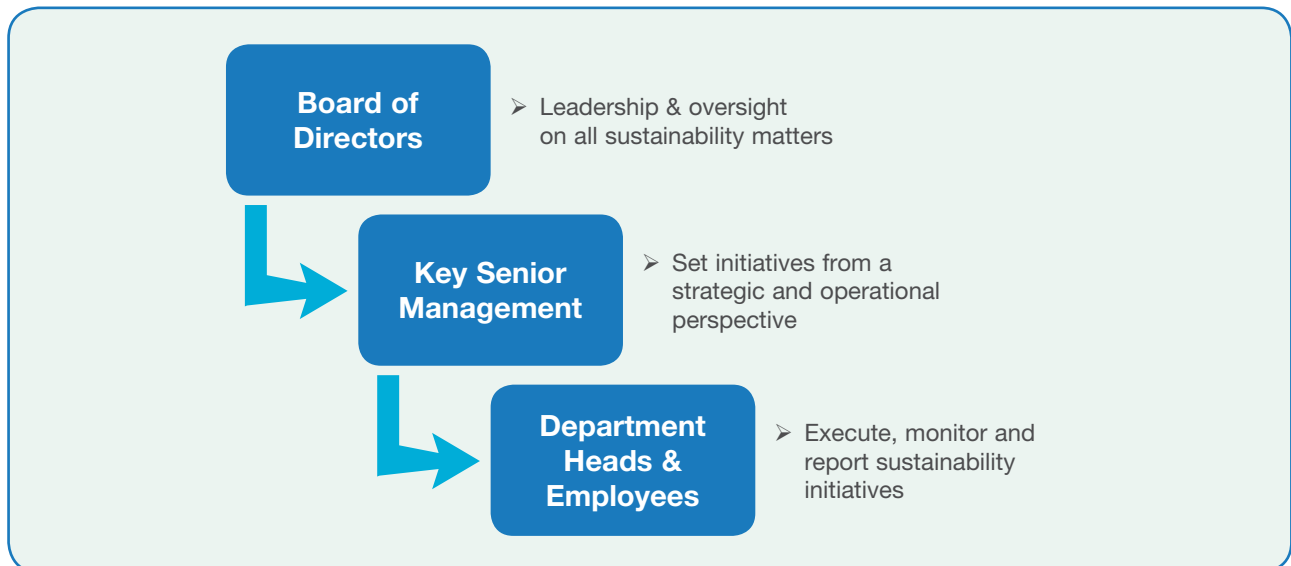 Board of
Directors
➢ Leadership & oversight
on all sustainability matters
Key Senior
Management
➢ Set initiatives from a
strategic and operational
perspective
Department
Heads &
Employees
➢ Execute, monitor and
report sustainability
initiatives